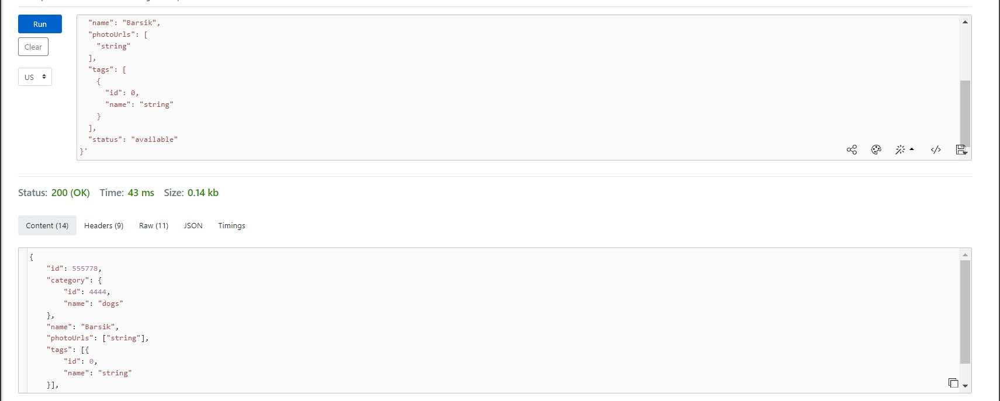 Run
Clear
US
"name": "Barsik",
"photoUrls": [
"string"
],
"tags": [
{
"id": 0,
"name": "string"
}
],
"status": "available"
}'
</>
Status: 200 (OK) Time: 43 ms Size: 0.14 kb
Content (14) Headers (9) Raw (11) JSON Timings
{
"id": 555778,
"category": {
"id": 4444,
"name": "dogs"
},
"name": "Barsik",
"photoUrls": ["string"],
"tags": [{
"id": 0,
"name": "string"
}],